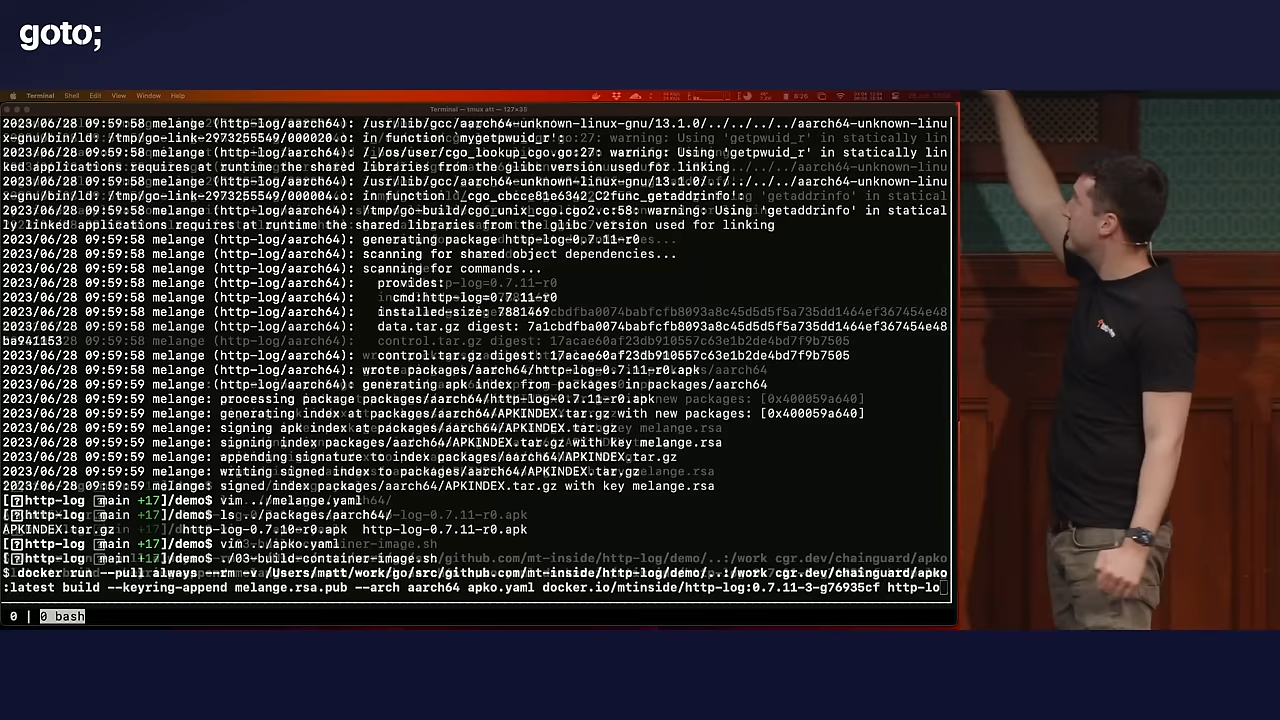 goto;
Terminal Shell Edit View Window Help
Terminal — tmux att — 127×35
2023/06/28 09:59:58 melange (http-log/aarch64): /usr/lib/gcc/aarch64-unknown-linux-gnu/13.1.0/../../../../aarch64-unknown-linu
x-gnu/bin/ld: /tmp/go-link-2973255549/000020.o: in function `mygetpwuid_r':
2023/06/28 09:59:58 melange (http-log/aarch64): /_/os/user/cgo_lookup_cgo.go:27: warning: Using 'getpwuid_r' in statically lin
ked applications requires at runtime the shared libraries from the glibc version used for linking
2023/06/28 09:59:58 melange (http-log/aarch64): /usr/lib/gcc/aarch64-unknown-linux-gnu/13.1.0/../../../../aarch64-unknown-linu
x-gnu/bin/ld: /tmp/go-link-2973255549/000004.o: in function `_cgo_cbcce81e6342_C2func_getaddrinfo':
2023/06/28 09:59:58 melange (http-log/aarch64): /tmp/go-build/cgo_unix_cgo.cgo2.c:58: warning: Using 'getaddrinfo' in statical
ly linked applications requires at runtime the shared libraries from the glibc version used for linking
2023/06/28 09:59:58 melange (http-log/aarch64): generating package http-log-0.7.11-r0
2023/06/28 09:59:58 melange (http-log/aarch64): scanning for shared object dependencies...
2023/06/28 09:59:58 melange (http-log/aarch64): scanning for commands...
2023/06/28 09:59:58 melange (http-log/aarch64): provides:
2023/06/28 09:59:58 melange (http-log/aarch64): cmd:http-log=0.7.11-r0
2023/06/28 09:59:58 melange (http-log/aarch64): installed-size: 7881469
2023/06/28 09:59:58 melange (http-log/aarch64): data.tar.gz digest: 7a1cbdfba0074babfcfb8093a8c45d5d5f5a735dd1464ef367454e48
ba941153
2023/06/28 09:59:58 melange (http-log/aarch64): control.tar.gz digest: 17acae60af23db910557c63e1b2de4bd7f9b7505
2023/06/28 09:59:58 melange (http-log/aarch64): wrote packages/aarch64/http-log-0.7.11-r0.apk
2023/06/28 09:59:59 melange (http-log/aarch64): generating apk index from packages in packages/aarch64
2023/06/28 09:59:59 melange: processing package packages/aarch64/http-log-0.7.11-r0.apk
2023/06/28 09:59:59 melange: generating index at packages/aarch64/APKINDEX.tar.gz with new packages: [0x400059a640]
2023/06/28 09:59:59 melange: signing apk index at packages/aarch64/APKINDEX.tar.gz
2023/06/28 09:59:59 melange: signing index packages/aarch64/APKINDEX.tar.gz with key melange.rsa
2023/06/28 09:59:59 melange: appending signature to index packages/aarch64/APKINDEX.tar.gz
2023/06/28 09:59:59 melange: writing signed index to packages/aarch64/APKINDEX.tar.gz
2023/06/28 09:59:59 melange: signed index packages/aarch64/APKINDEX.tar.gz with key melange.rsa
[http-log main +17]/demo$ vim ../melange.yaml
[http-log main +17]/demo$ ls ./packages/aarch64/
APKINDEX.tar.gz http-log-0.7.10-r0.apk http-log-0.7.11-r0.apk
[http-log main +17]/demo$ vim ../apko.yaml
[http-log main +17]/demo$ ./03-build-container-image.sh
$ docker run --pull always --rm -v /Users/matt/work/go/src/github.com/mt-inside/http-log/demo/..:/work cgr.dev/chainguard/apko
:latest build --keyring-append melange.rsa.pub --arch aarch64 apko.yaml docker.io/mtinside/http-log:0.7.11-3-g76935cf http-lo
0 | 0 bash